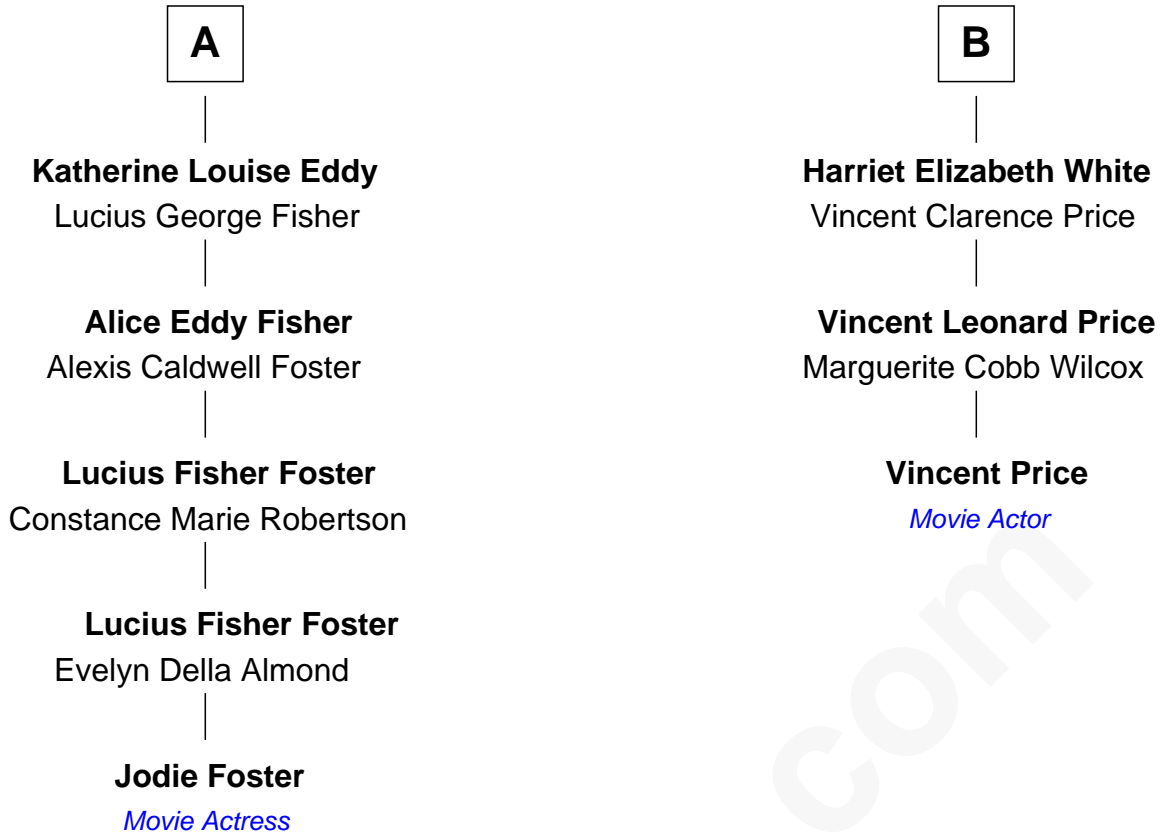 A
Katherine Louise Eddy
Lucius George Fisher
Alice Eddy Fisher
Alexis Caldwell Foster
Lucius Fisher Foster
Constance Marie Robertson
Lucius Fisher Foster
Evelyn Della Almond
Jodie Foster
Movie Actress
B
Harriet Elizabeth White
Vincent Clarence Price
Vincent Leonard Price
Marguerite Cobb Wilcox
Vincent Price
Movie Actor
com